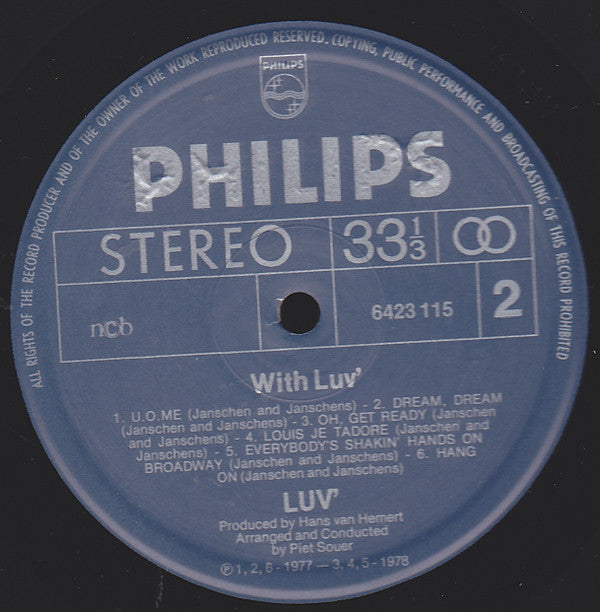 ALL RIGHTS OF THE RECORD PRODUCER AND OF THE OWNER OF THE WORK REPRODUCED RESERVED. COPYING, PUBLIC PERFORMANCE AND BROADCASTING OF THIS RECORD PROHIBITED
PHILIPS
PHILIPS
STEREO 33 1/3
ncb 6423 115 2
With Luv'
1. U.O.ME (Janschen and Janschens) - 2. DREAM, DREAM
(Janschen and Janschens) - 3. OH, GET READY (Janschen
and Janschens) - 4. LOUIS JE TADORE (Janschen and
Janschens) - 5. EVERYBODY'S SHAKIN' HANDS ON
BROADWAY (Janschen and Janschens) - 6. HANG
ON (Janschen and Janschens)
LUV'
Produced by Hans van Hemert
Arranged and Conducted
by Piet Souer
℗ 1, 2, 6 - 1977 — 3, 4, 5 - 1978